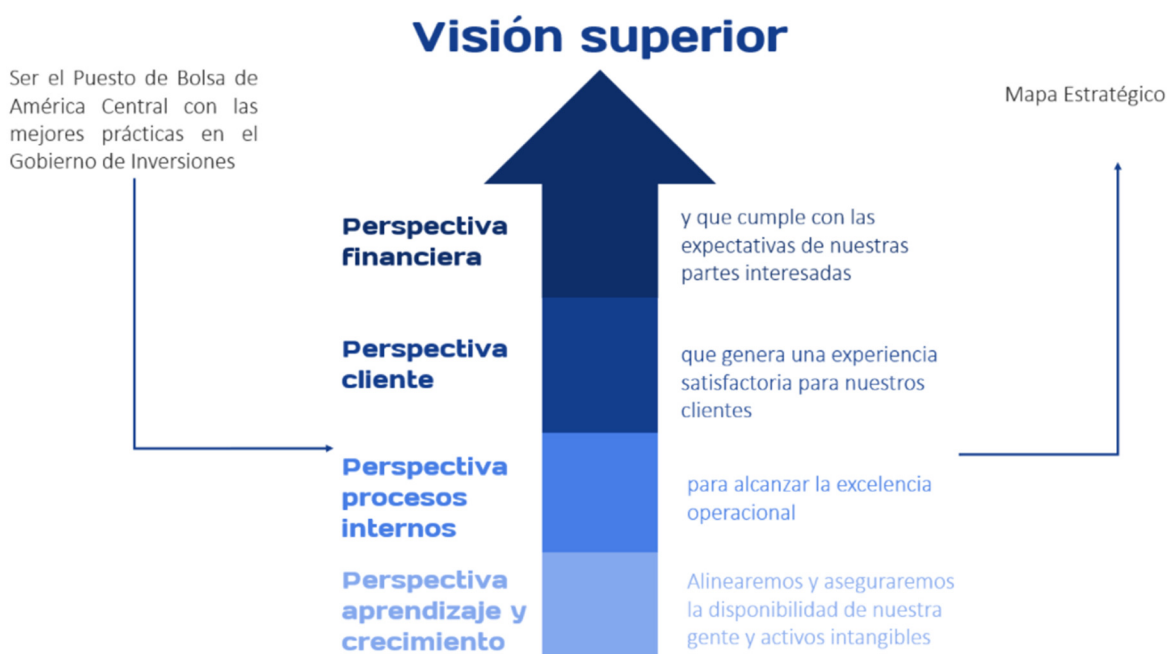 Visión superior
Ser el Puesto de Bolsa de
América Central con las
mejores prácticas en el
Gobierno de Inversiones
Mapa Estratégico
Perspectiva
financiera
y que cumple con las
expectativas de nuestras
partes interesadas
Perspectiva
cliente
que genera una experiencia
satisfactoria para nuestros
clientes
Perspectiva
procesos
internos
para alcanzar la excelencia
operacional
Perspectiva
aprendizaje y
crecimiento
Alinearemos y aseguraremos
la disponibilidad de nuestra
gente y activos intangibles